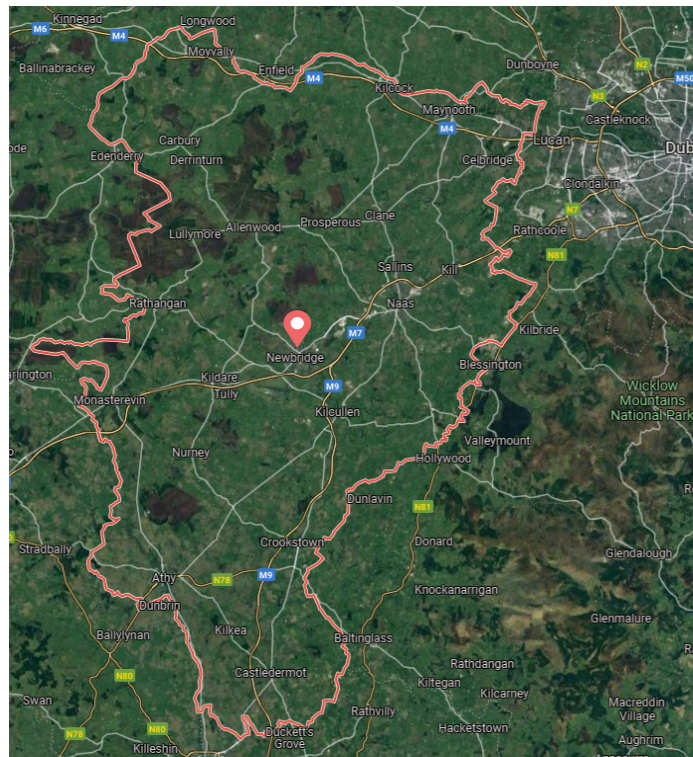 Kinnegad
Longwood
M6
M4
Moyvally
Ballinabrackey
Enfield
M4
Dunboyne
N2
M50
Kilcock
N3
Maynooth
Castleknock
M4
Lucan
Carbury
Edenderry
Derrinturn
Celbridge
Clondalkin
N7
Clane
Prosperous
Allenwood
Lullymore
Rathcoole
N81
Sallins
Kill
Rathangan
Naas
M7
Kilbride
Newbridge
Blessington
Kildare
Tully
M9
Wicklow
Mountains
National Park
Monasterevin
Kilcullen
Valleymount
Nurney
Hollywood
Dunlavin
N81
Crookstown
Donard
Stradbally
Glendalough
Athy
N78
M9
Knockanarrigan
Dunbrin
Glenmalure
Ballylynan
Kilkea
Baltinglass
Rathdangan
Castledermot
Kiltegan
Kilcarney
N80
Swan
Macreddin
Village
Rathvilly
N78
N80
Duckett's
Grove
Hacketstown
Killeshin
Aughrim